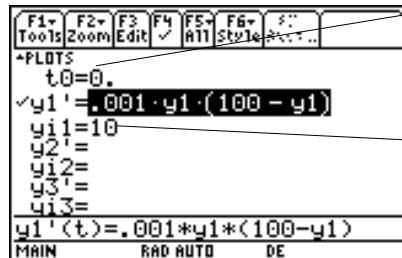 F1▾ F2▾ F3 F4 F5▾ F6▾
Tools Zoom Edit ✓ All Style
▲PLOTS
t0=0.
✓y1'=.001·y1·(100-y1)
yi1=10
y2'=
yi2=
y3'=
yi3=
y1'(t)=.001*y1*(100-y1)
MAIN RAD AUTO DE